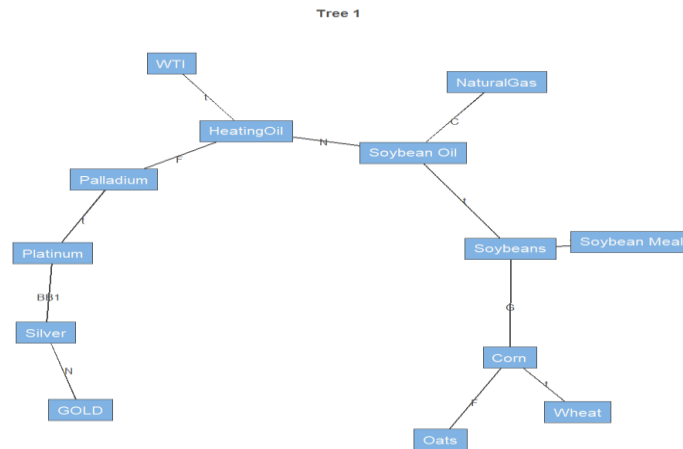 Tree 1
WTI
NaturalGas
t
C
HeatingOil
N
Soybean Oil
F
Palladium
t
t
Platinum
Soybeans
Soybean Meal
BB1
G
Silver
Corn
N
t
F
GOLD
Wheat
Oats